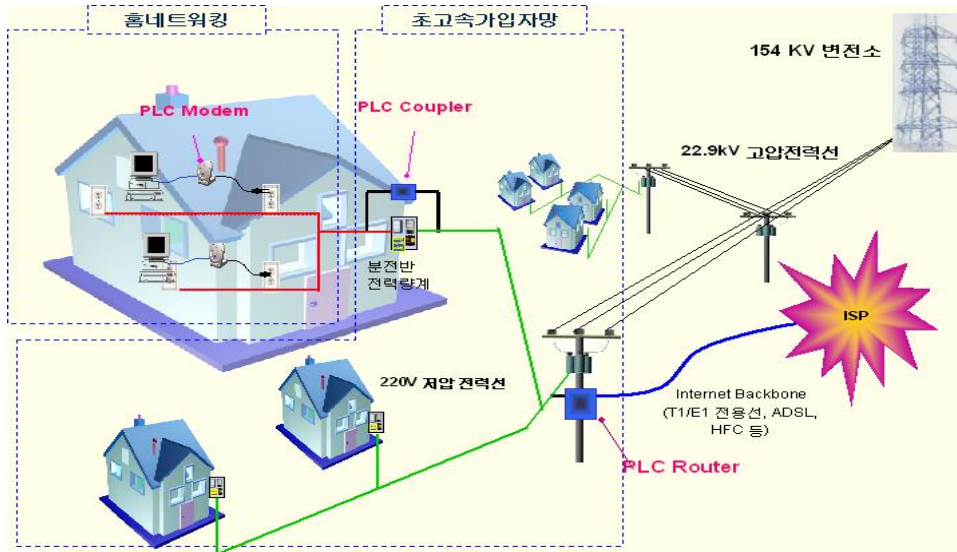 홈네트워킹
초고속가입자망
154 KV 변전소
PLC Modem
PLC Coupler
22.9kV 고압전력선
분전반
전력량계
ISP
220V 저압 전력선
Internet Backbone
(T1/E1 전용선, ADSL,
HFC 등)
PLC Router